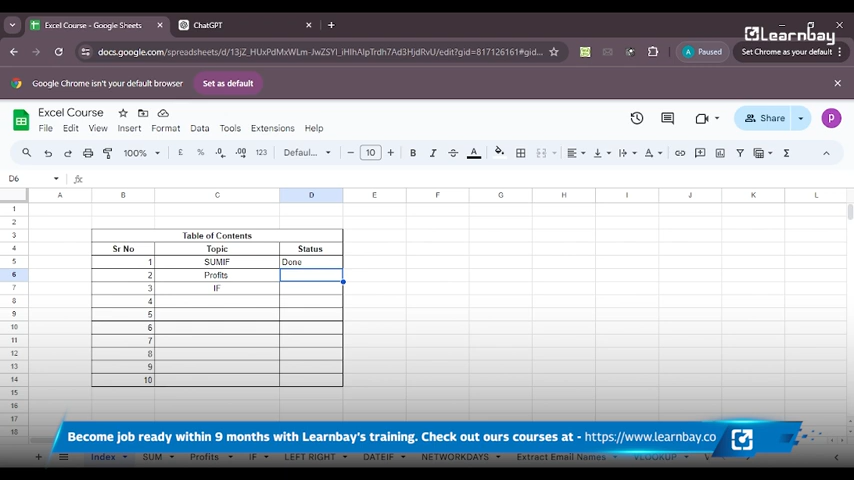 Excel Course - Google Sheets
ChatGPT
Learnbay
docs.google.com/spreadsheets/d/13jZ_HUxPdMxWLm-JwZSYl_iHIhAlpTrdh7Ad3HjdRvU/edit?gid=817126161#gid...
Paused
Set Chrome as your default
Google Chrome isn't your default browser
Set as default
Excel Course
File Edit View Insert Format Data Tools Extensions Help
Share
P
100% £ % .0 .00 123 Defaul... 10 B I S A
D6 fx
A B C D E F G H I J K L
1
2
3 Table of Contents
4 Sr No Topic Status
5 1 SUMIF Done
6 2 Profits
7 3 IF
8 4
9 5
10 6
11 7
12 8
13 9
14 10
15
16
17
18
Become job ready within 9 months with Learnbay's training. Check out ours courses at - https://www.learnbay.co
Index SUM Profits IF LEFT RIGHT DATEIF NETWORKDAYS Extract Email Names VLOOKUP